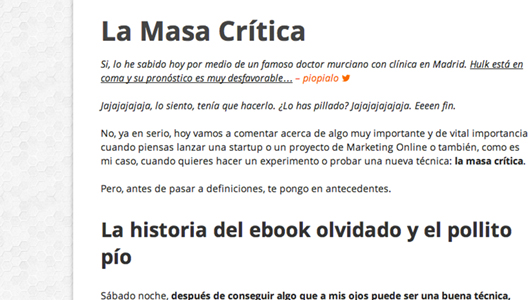 La Masa Crítica
Si, lo he sabido hoy por medio de un famoso doctor murciano con clínica en Madrid. Hulk está en
coma y su pronóstico es muy desfavorable… – piopialo
Jajajajajaja, lo siento, tenía que hacerlo. ¿Lo has pillado? Jajajajajajaja. Eeeen fin.
No, ya en serio, hoy vamos a comentar acerca de algo muy importante y de vital importancia
cuando piensas lanzar una startup o un proyecto de Marketing Online o también, como es
mi caso, cuando quieres hacer un experimento o probar una nueva técnica: la masa crítica.
Pero, antes de pasar a definiciones, te pongo en antecedentes.
La historia del ebook olvidado y el pollito
pío
Sábado noche, después de conseguir algo que a mis ojos puede ser una buena técnica,